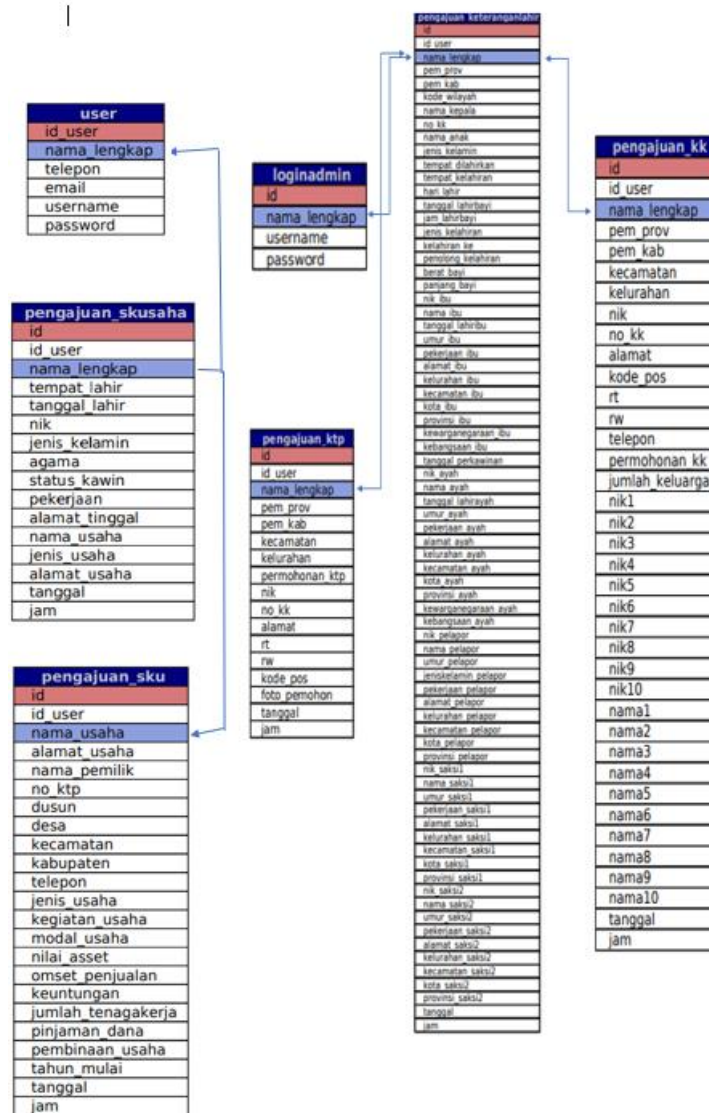 user
id_user
nama_lengkap
telepon
email
username
password
pengajuan_skusaha
id
id_user
nama_lengkap
tempat_lahir
tanggal_lahir
nik
jenis_kelamin
agama
status_kawin
pekerjaan
alamat_tinggal
nama_usaha
jenis_usaha
alamat_usaha
tanggal
jam
pengajuan_sku
id
id_user
nama_usaha
alamat_usaha
nama_pemilik
no_ktp
dusun
desa
kecamatan
kabupaten
telepon
jenis_usaha
kegiatan_usaha
modal_usaha
nilai_asset
omset_penjualan
keuntungan
jumlah_tenagakerja
pinjaman_dana
pembinaan_usaha
tahun_mulai
tanggal
jam
loginadmin
id
nama_lengkap
username
password
pengajuan_ktp
id
id_user
nama_lengkap
pem_prov
pem_kab
kecamatan
kelurahan
permohonan_ktp
nik
no_kk
alamat
rt
rw
kode_pos
foto_pemohon
tanggal
jam
pengajuan_keteranganlahir
id
id_user
nama_lengkap
pem_prov
pem_kab
kode_wilayah
nama_kepala
no_kk
nama_anak
jenis_kelamin
tempat_dilahirkan
tempat_kelahiran
hari_lahir
tanggal_lahirbayi
jam_lahirbayi
jenis_kelahiran
kelahiran_ke
penolong_kelahiran
berat_bayi
panjang_bayi
nik_ibu
nama_ibu
tanggal_lahiribu
umur_ibu
pekerjaan_ibu
alamat_ibu
kelurahan_ibu
kecamatan_ibu
kota_ibu
provinsi_ibu
kewarganegaraan_ibu
kebangsaan_ibu
tanggal_perkawinan
nik_ayah
nama_ayah
tanggal_lahirayah
umur_ayah
pekerjaan_ayah
alamat_ayah
kelurahan_ayah
kecamatan_ayah
kota_ayah
provinsi_ayah
kewarganegaraan_ayah
kebangsaan_ayah
nik_pelapor
nama_pelapor
umur_pelapor
jeniskelamin_pelapor
pekerjaan_pelapor
alamat_pelapor
kelurahan_pelapor
kecamatan_pelapor
kota_pelapor
provinsi_pelapor
nik_saksi1
nama_saksi1
umur_saksi1
pekerjaan_saksi1
alamat_saksi1
kelurahan_saksi1
kecamatan_saksi1
kota_saksi1
provinsi_saksi1
nik_saksi2
nama_saksi2
umur_saksi2
pekerjaan_saksi2
alamat_saksi2
kelurahan_saksi2
kecamatan_saksi2
kota_saksi2
provinsi_saksi2
tanggal
jam
pengajuan_kk
id
id_user
nama_lengkap
pem_prov
pem_kab
kecamatan
kelurahan
nik
no_kk
alamat
kode_pos
rt
rw
telepon
permohonan_kk
jumlah_keluarga
nik1
nik2
nik3
nik4
nik5
nik6
nik7
nik8
nik9
nik10
nama1
nama2
nama3
nama4
nama5
nama6
nama7
nama8
nama9
nama10
tanggal
jam